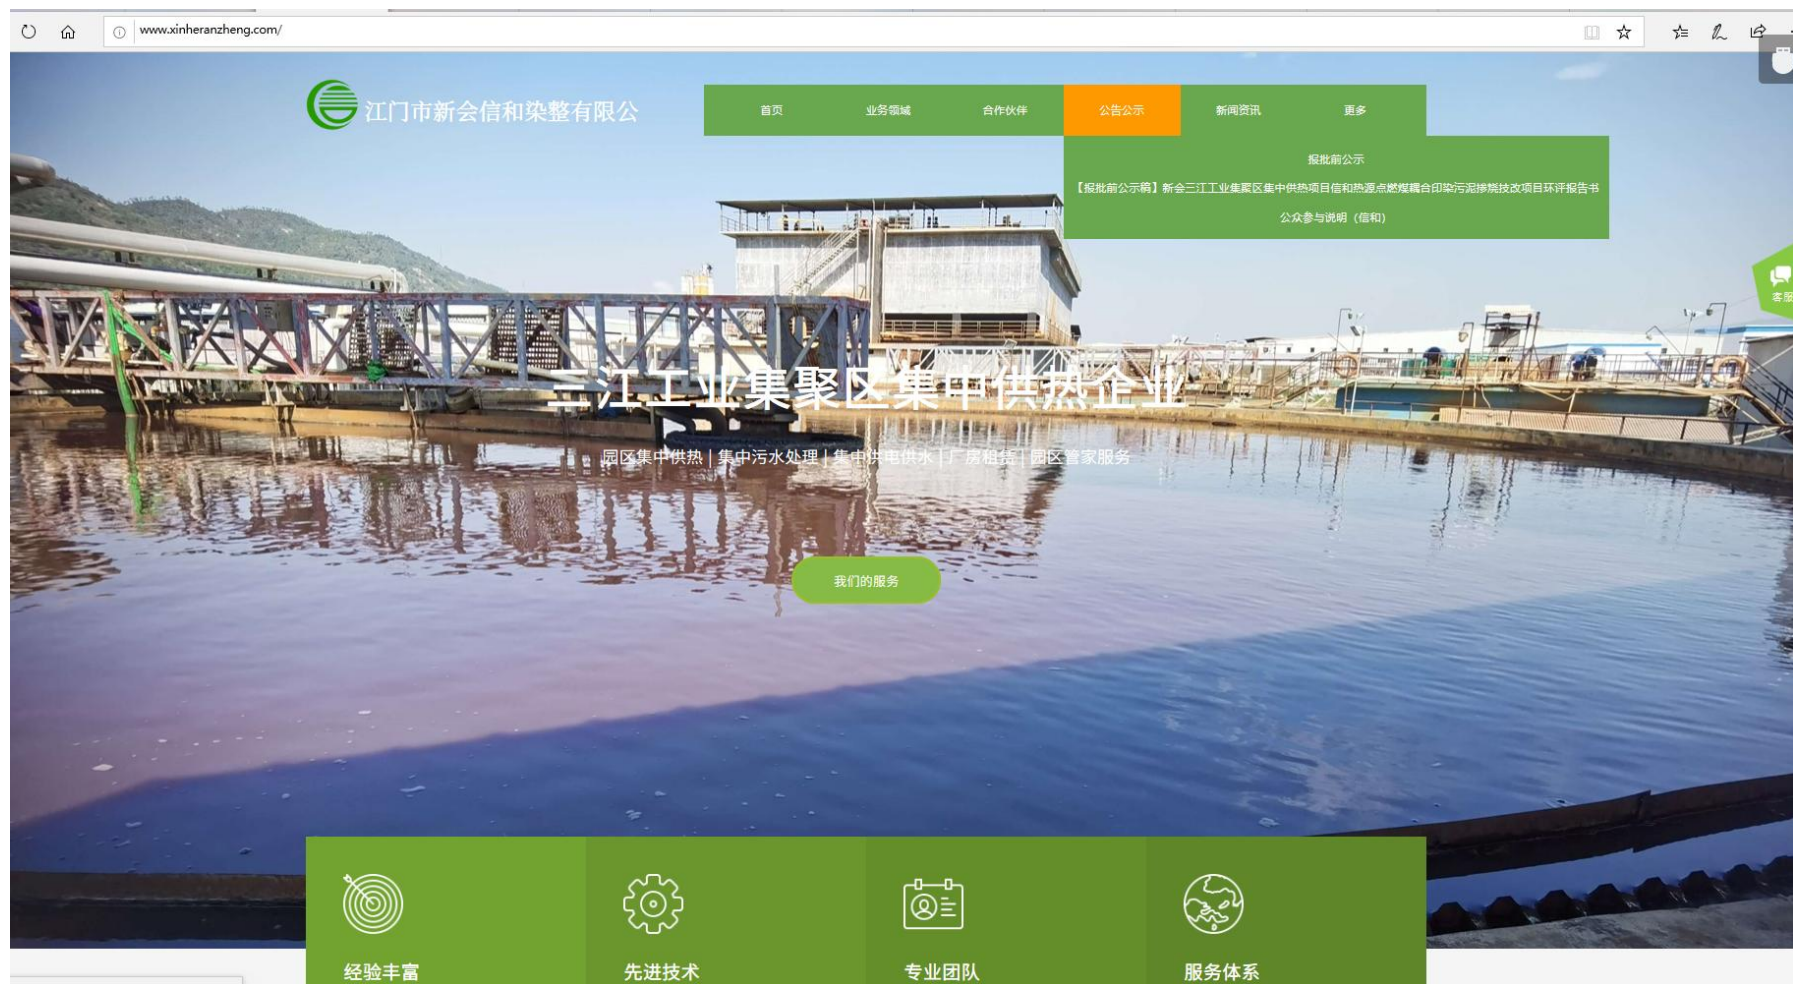 www.xinheranzheng.com/
江门市新会信和染整有限公
首页
业务领域
合作伙伴
公告公示
新闻资讯
更多
报批前公示
【报批前公示稿】新会三江工业集聚区集中供热项目信和热源点燃煤耦合印染污泥掺烧技改项目环评报告书
公众参与说明（信和）
客服
三江工业集聚区集中供热企业
园区集中供热 | 集中污水处理 | 集中供电供水 | 厂房租赁 | 园区管家服务
我们的服务
经验丰富
先进技术
专业团队
服务体系